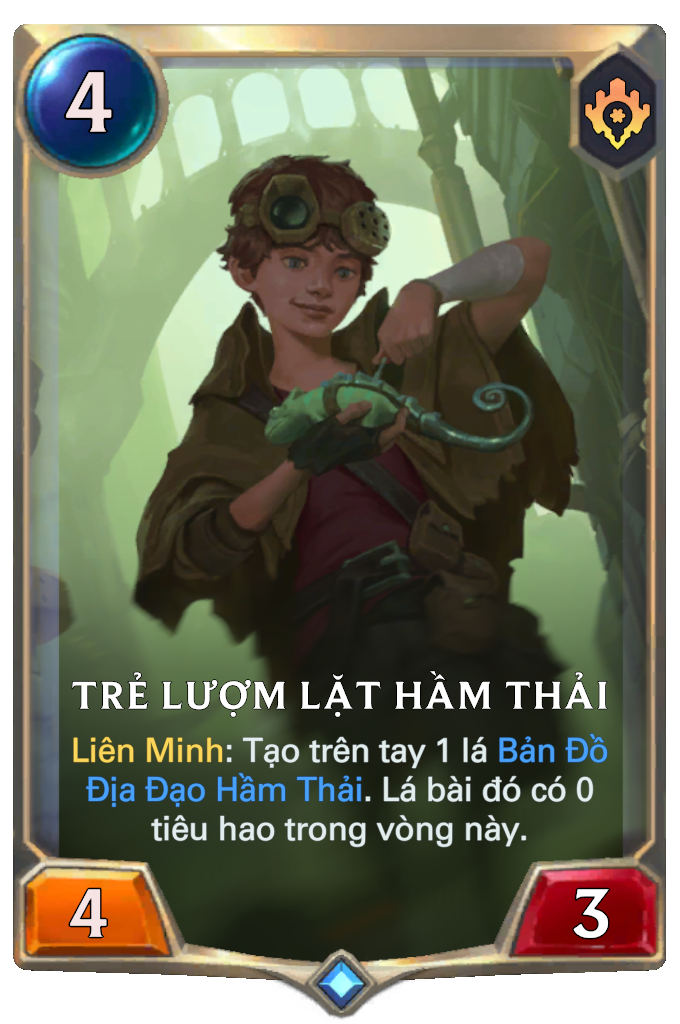 4
TRẺ LƯỢM LẶT HẦM THẢI
Liên Minh: Tạo trên tay 1 lá Bản Đồ
Địa Đạo Hầm Thải. Lá bài đó có 0
tiêu hao trong vòng này.
4
3